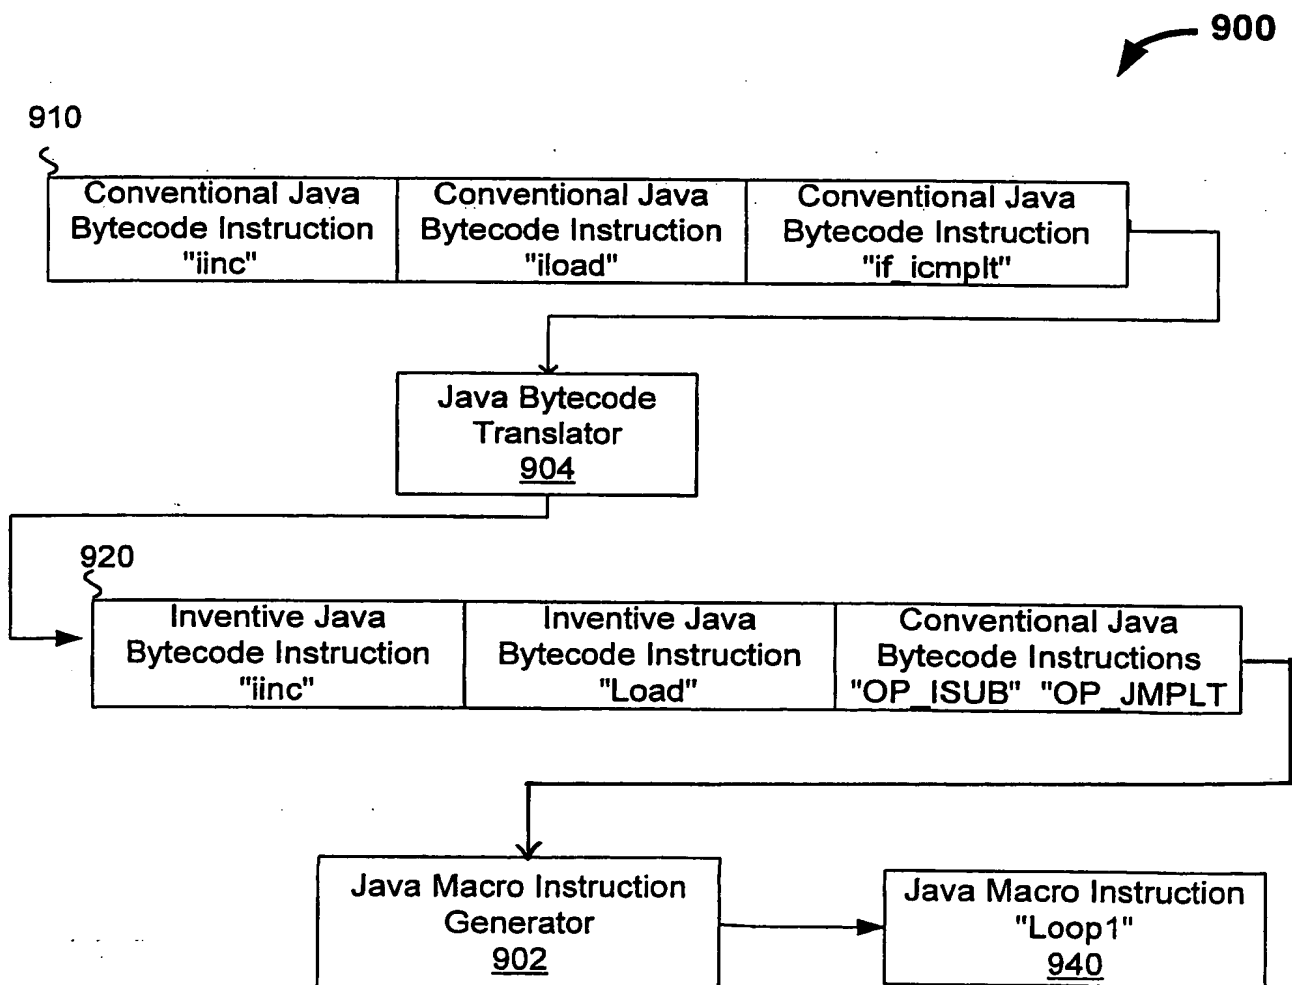 900
910
Conventional Java
Bytecode Instruction
"iinc"
Conventional Java
Bytecode Instruction
"iload"
Conventional Java
Bytecode Instruction
"if_icmplt"
Java Bytecode
Translator
904
920
Inventive Java
Bytecode Instruction
"iinc"
Inventive Java
Bytecode Instruction
"Load"
Conventional Java
Bytecode Instructions
"OP_ISUB" "OP_JMPLT
Java Macro Instruction
Generator
902
Java Macro Instruction
"Loop1"
940